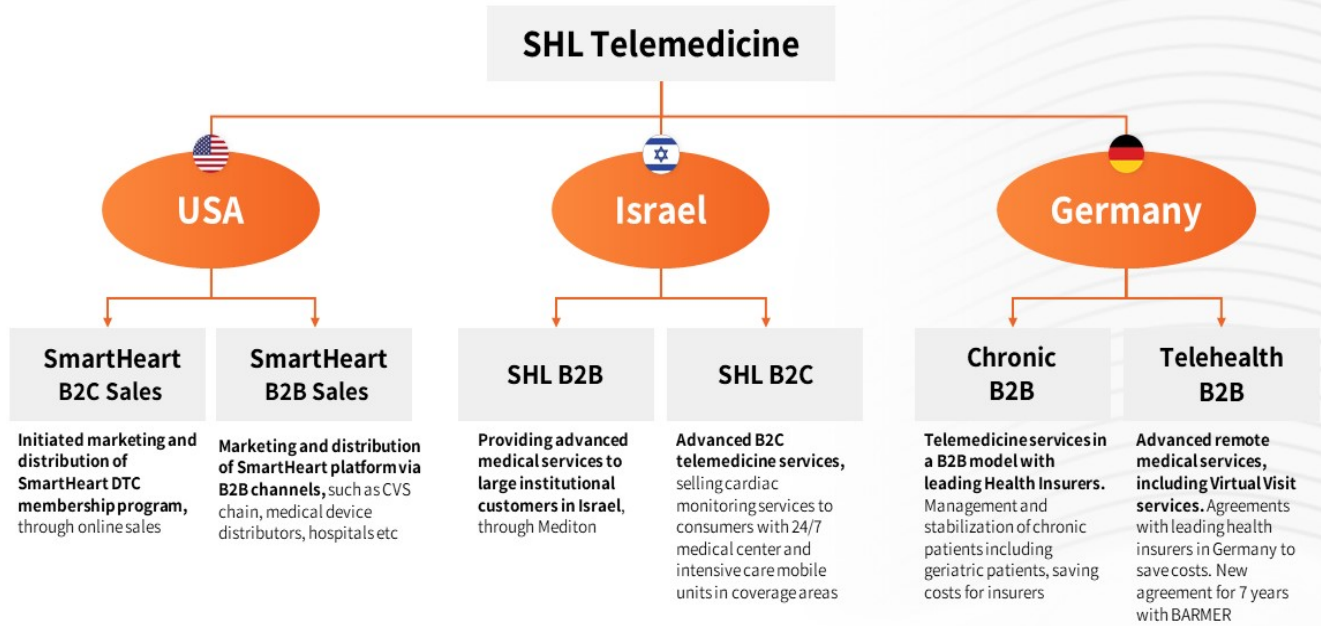 SHL Telemedicine
USA
Israel
Germany
SmartHeart
B2C Sales
Initiated marketing and
distribution of
SmartHeart DTC
membership program,
through online sales
SmartHeart
B2B Sales
Marketing and distribution
of SmartHeart platform via
B2B channels, such as CVS
chain, medical device
distributors, hospitals etc
SHL B2B
Providing advanced
medical services to
large institutional
customers in Israel,
through Mediton
SHL B2C
Advanced B2C
telemedicine services,
selling cardiac
monitoring services to
consumers with 24/7
medical center and
intensive care mobile
units in coverage areas
Chronic
B2B
Telemedicine services in
a B2B model with
leading Health Insurers.
Management and
stabilization of chronic
patients including
geriatric patients, saving
costs for insurers
Telehealth
B2B
Advanced remote
medical services,
including Virtual Visit
services. Agreements
with leading health
insurers in Germany to
save costs. New
agreement for 7 years
with BARMER